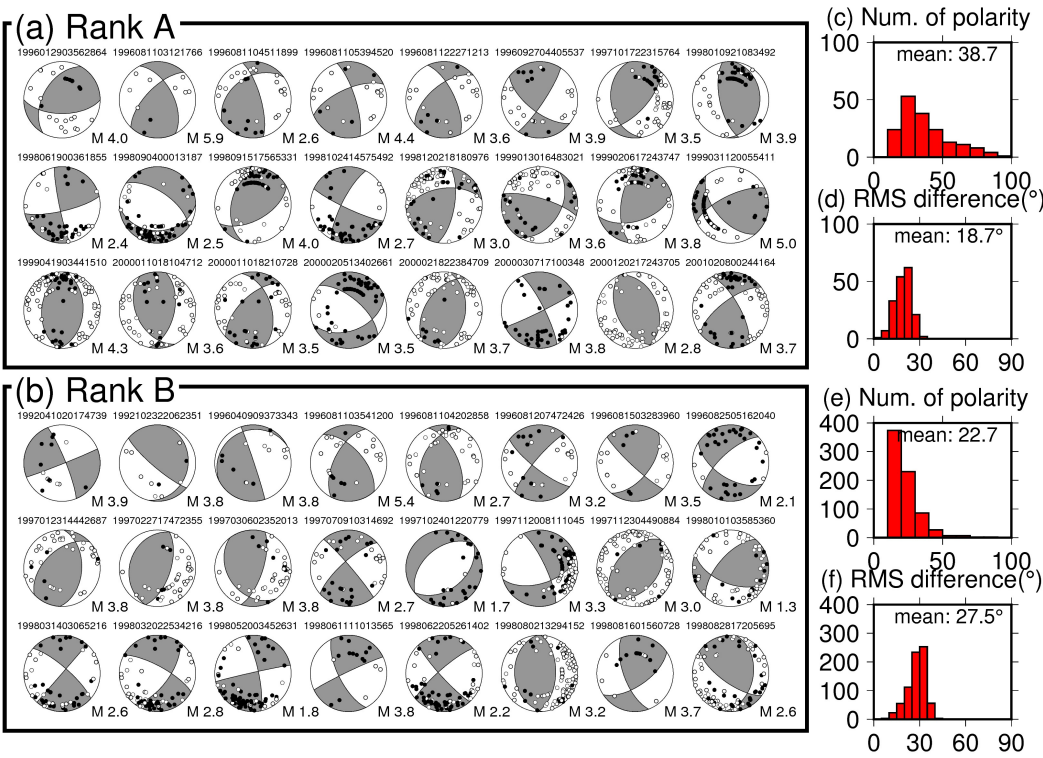 (a) Rank A
1996012903562864 1996081103121766 1996081104511899 1996081105394520 1996081122271213 1996092704405537 1997101722315764 1998010921083492
M 4.0 M 5.9 M 2.6 M 4.4 M 3.6 M 3.9 M 3.5 M 3.9
1998061900361855 1998090400013187 1998091517565331 1998102414575492 1998120218180976 1999013016483021 1999020617243747 1999031120055411
M 2.4 M 2.5 M 4.0 M 2.7 M 3.0 M 3.6 M 3.8 M 5.0
1999041903441510 2000011018104712 2000011018210728 2000020513402661 2000021822384709 2000030717100348 2000120217243705 2001020800244164
M 4.3 M 3.6 M 3.5 M 3.5 M 3.7 M 3.8 M 2.8 M 3.7
(b) Rank B
1992041020174739 1992102322062351 1996040909373343 1996081103541200 1996081104202858 1996081207472426 1996081503283960 1996082505162040
M 3.9 M 3.8 M 3.8 M 5.4 M 2.7 M 3.2 M 3.5 M 2.1
1997012314442687 1997022717472355 1997030602352013 1997070910314692 1997102401220779 1997112008111045 1997112304490884 1998010103585360
M 3.8 M 3.8 M 3.8 M 2.7 M 1.7 M 3.3 M 3.0 M 1.3
1998031403065216 1998032022534216 1998052003452631 1998061111013565 1998062205261402 1998080213294152 1998081601560728 1998082817205695
M 2.6 M 2.8 M 1.8 M 3.8 M 2.2 M 3.2 M 3.7 M 2.6
(c) Num. of polarity
100
mean: 38.7
50
0
0 50 100
(d) RMS difference(°)
100
mean: 18.7°
50
0
0 30 60 90
(e) Num. of polarity
400
mean: 22.7
300
200
100
0
0 50 100
(f) RMS difference(°)
400
mean: 27.5°
300
200
100
0
0 30 60 90